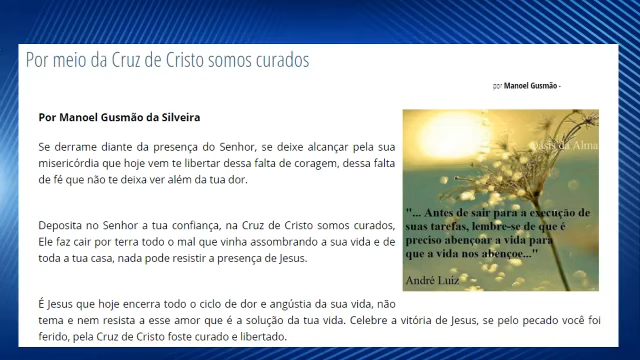 Por meio da Cruz de Cristo somos curados
por Manoel Gusmão -
Por Manoel Gusmão da Silveira
Se derrame diante da presença do Senhor, se deixe alcançar pela sua
misericórdia que hoje vem te libertar dessa falta de coragem, dessa falta
de fé que não te deixa ver além da tua dor.
Deposita no Senhor a tua confiança, na Cruz de Cristo somos curados,
Ele faz cair por terra todo o mal que vinha assombrando a sua vida e de
toda a tua casa, nada pode resistir a presença de Jesus.
É Jesus que hoje encerra todo o ciclo de dor e angústia da sua vida, não
tema e nem resista a esse amor que é a solução da tua vida. Celebre a vitória de Jesus, se pelo pecado você foi
ferido, pela Cruz de Cristo foste curado e libertado.
Oásis da Alma
"... Antes de sair para a execução de
suas tarefas, lembre-se de que é
preciso abençoar a vida para
que a vida nos abençoe..."
André Luiz